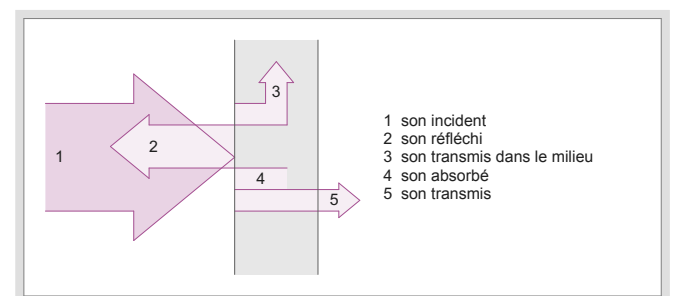 1
2
3
4
5
1 son incident
2 son réfléchi
3 son transmis dans le milieu
4 son absorbé
5 son transmis